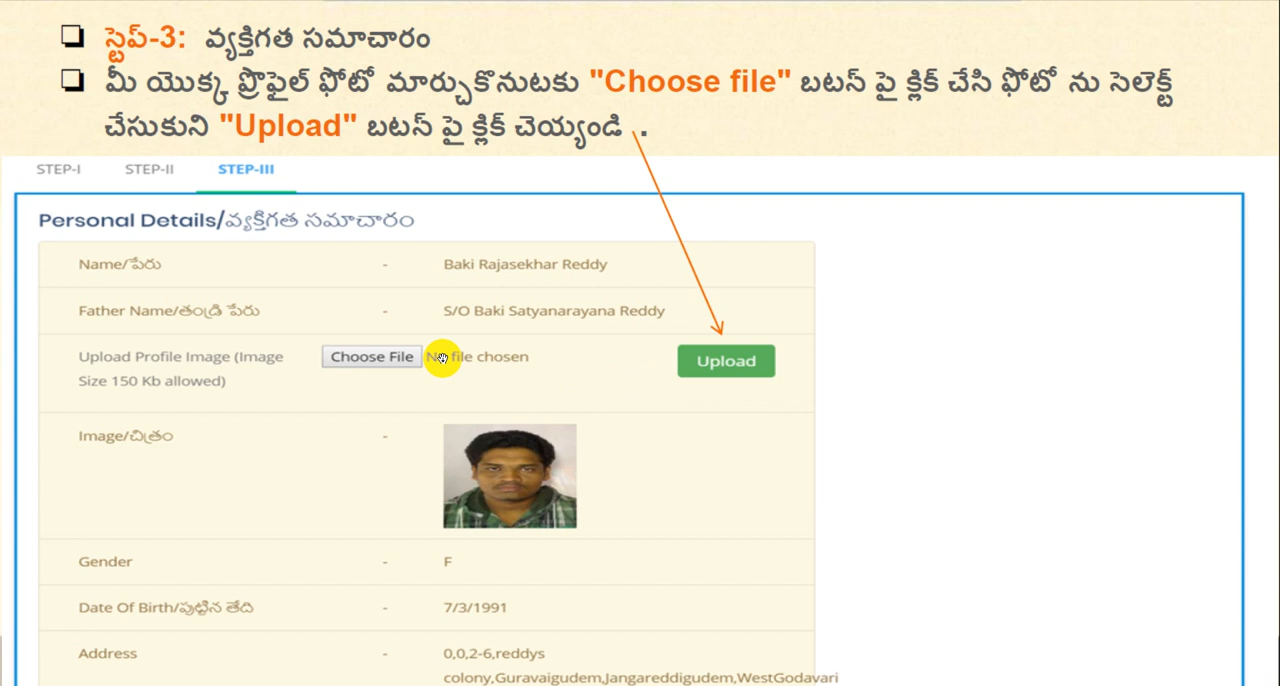 స్టెప్-3: వ్యక్తిగత సమాచారం
మీ యొక్క ప్రొఫైల్ ఫోటో మార్చుకొనుటకు "Choose file" బటన్ పై క్లిక్ చేసి ఫోటో ను సెలెక్ట్
చేసుకుని "Upload" బటన్ పై క్లిక్ చెయ్యండి .
STEP-I STEP-II STEP-III
Personal Details/వ్యక్తిగత సమాచారం
Name/పేరు - Baki Rajasekhar Reddy
Father Name/తండ్రి పేరు - S/O Baki Satyanarayana Reddy
Upload Profile Image (Image Choose File No file chosen Upload
Size 150 Kb allowed)
Image/చిత్రం -
Gender - F
Date Of Birth/పుట్టిన తేది - 7/3/1991
Address - 0,0,2-6,reddys
colony,Guravaigudem,Jangareddigudem,WestGodavari